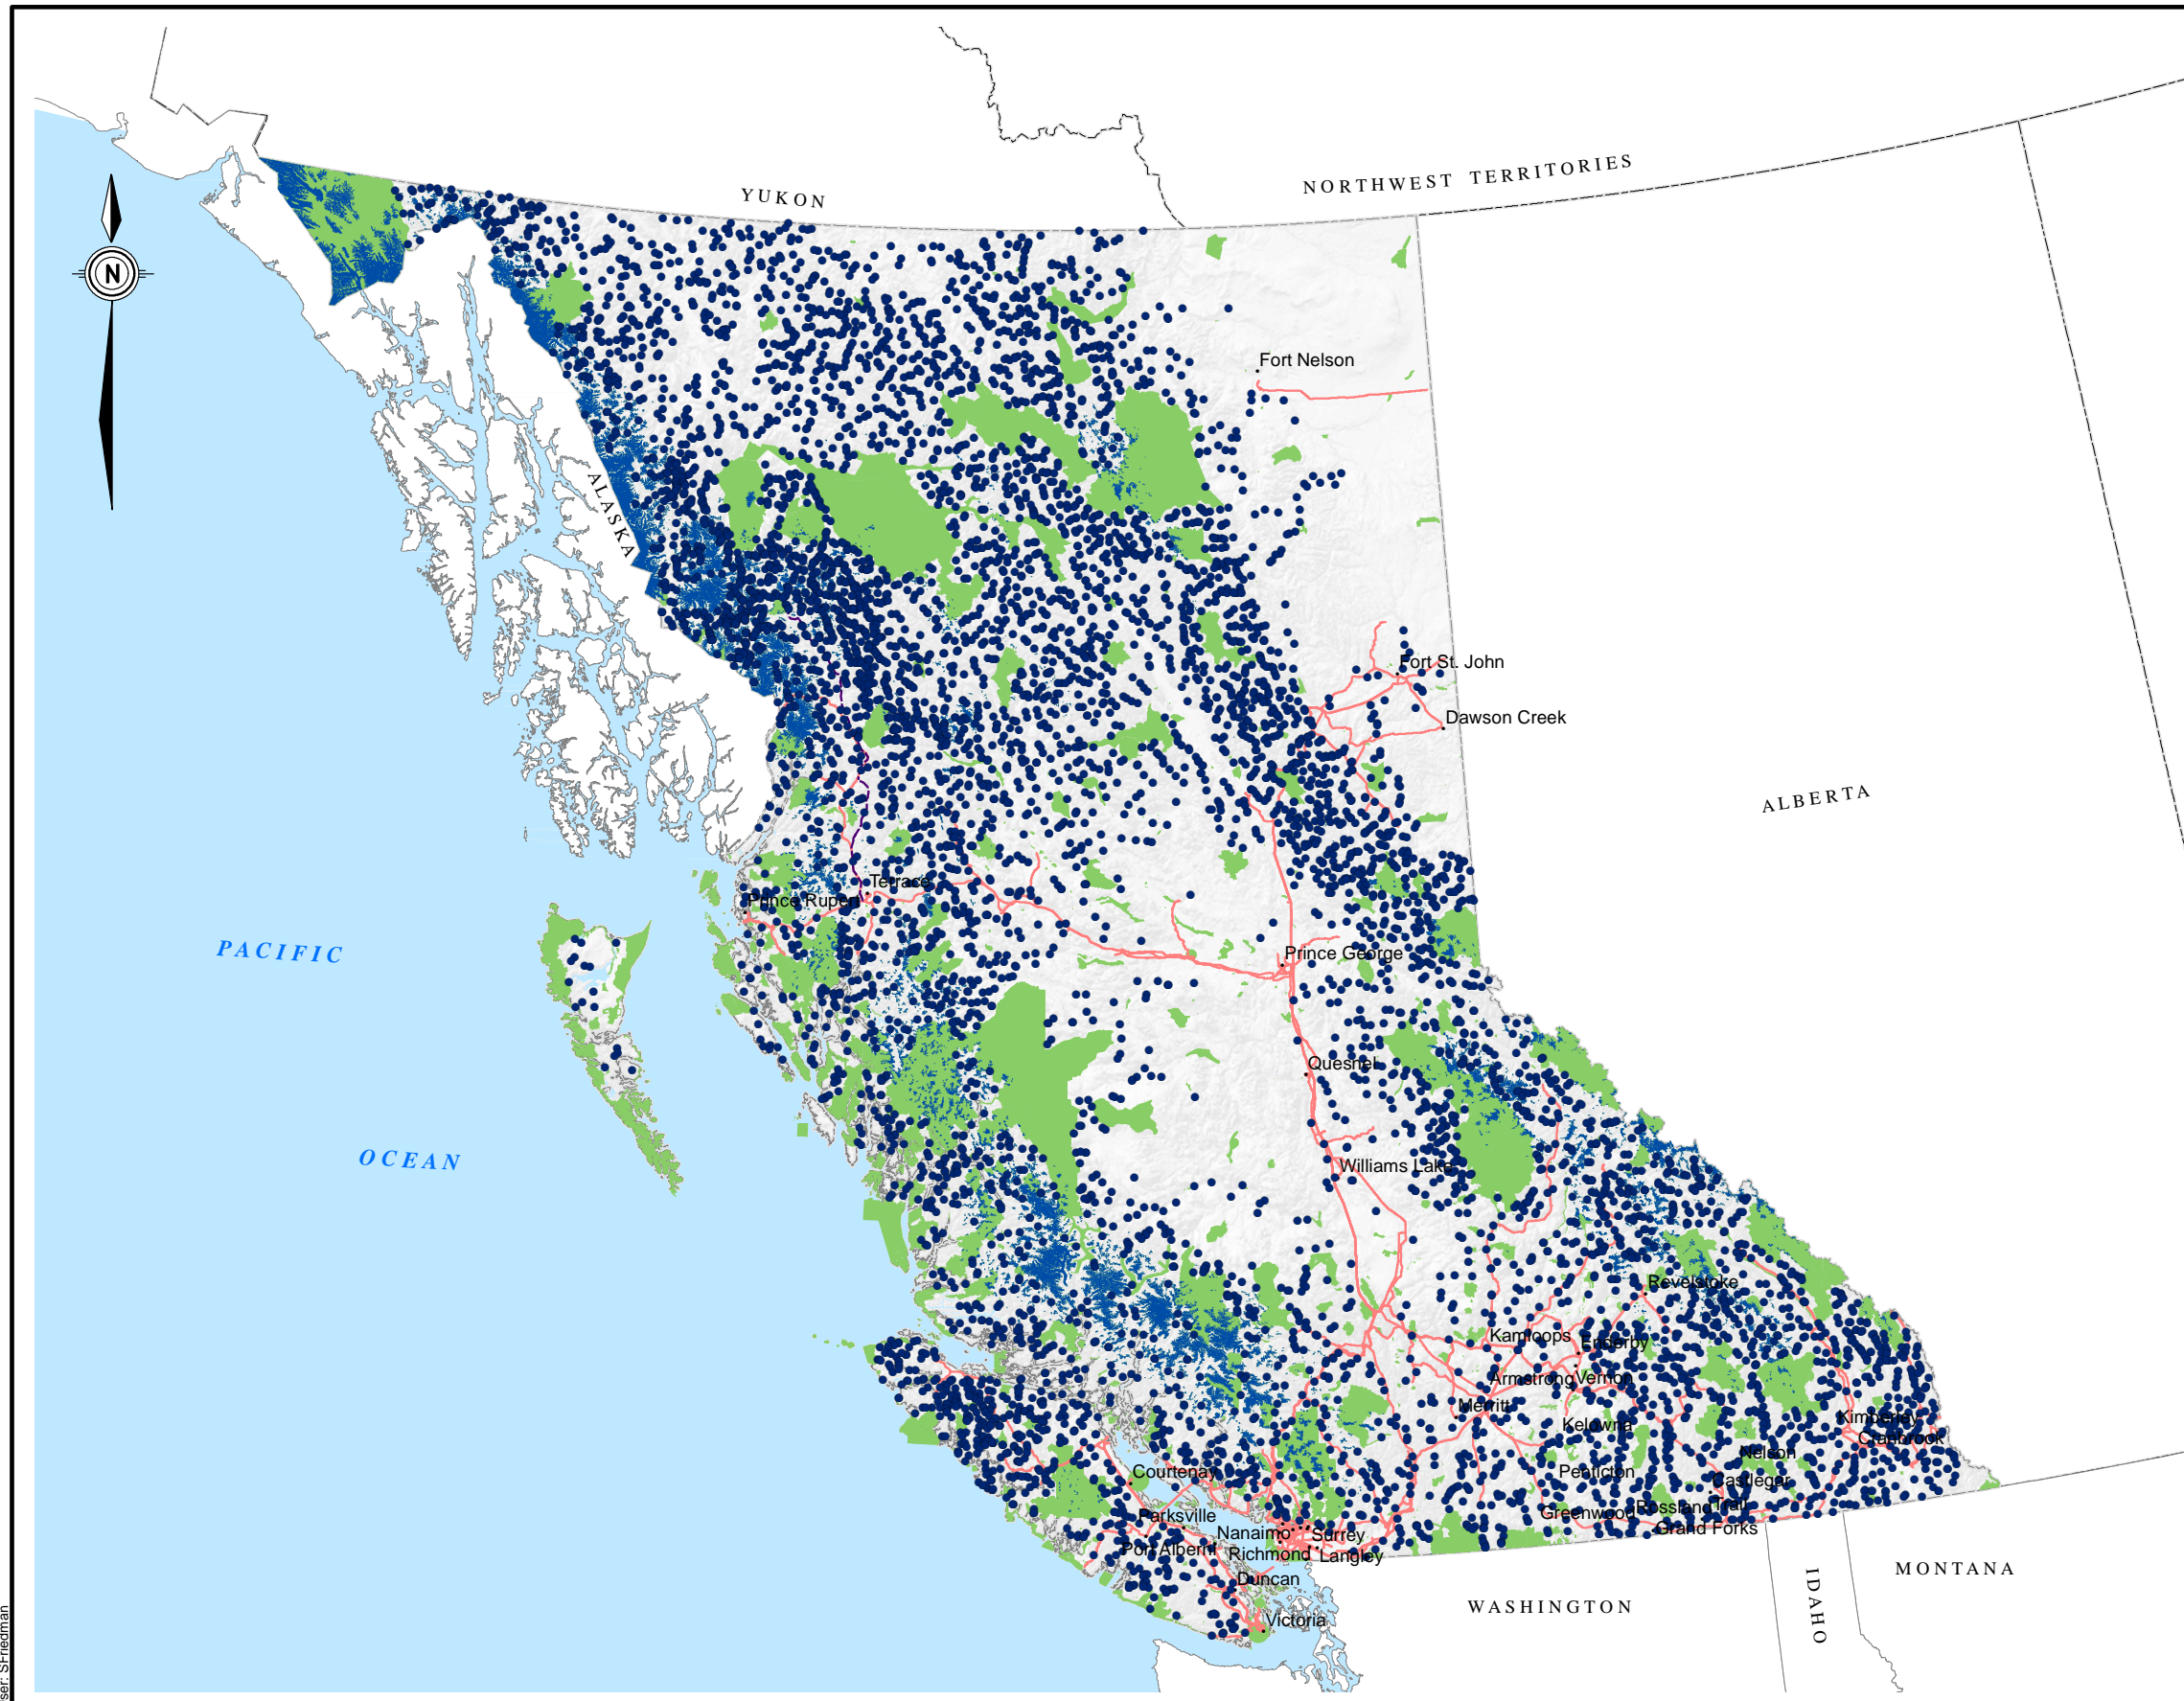 YUKON
NORTHWEST TERRITORIES
N
Fort Nelson
ALASKA
Fort St. John
Dawson Creek
ALBERTA
Terrace
Prince Rupert
PACIFIC
Prince George
Quesnel
OCEAN
Williams Lake
Revelstoke
Kamloops
Enderby
Armstrong
Vernon
Merritt
Kelowna
Kimberley
Cranbrook
Nelson
Courtenay
Penticton
Castlegar
Parksville
Greenwood
Rossland
Trail
Nanaimo
Surrey
Grand Forks
Port Alberni
Richmond
Langley
MONTANA
Duncan
IDAHO
WASHINGTON
Victoria
User: SFriedman